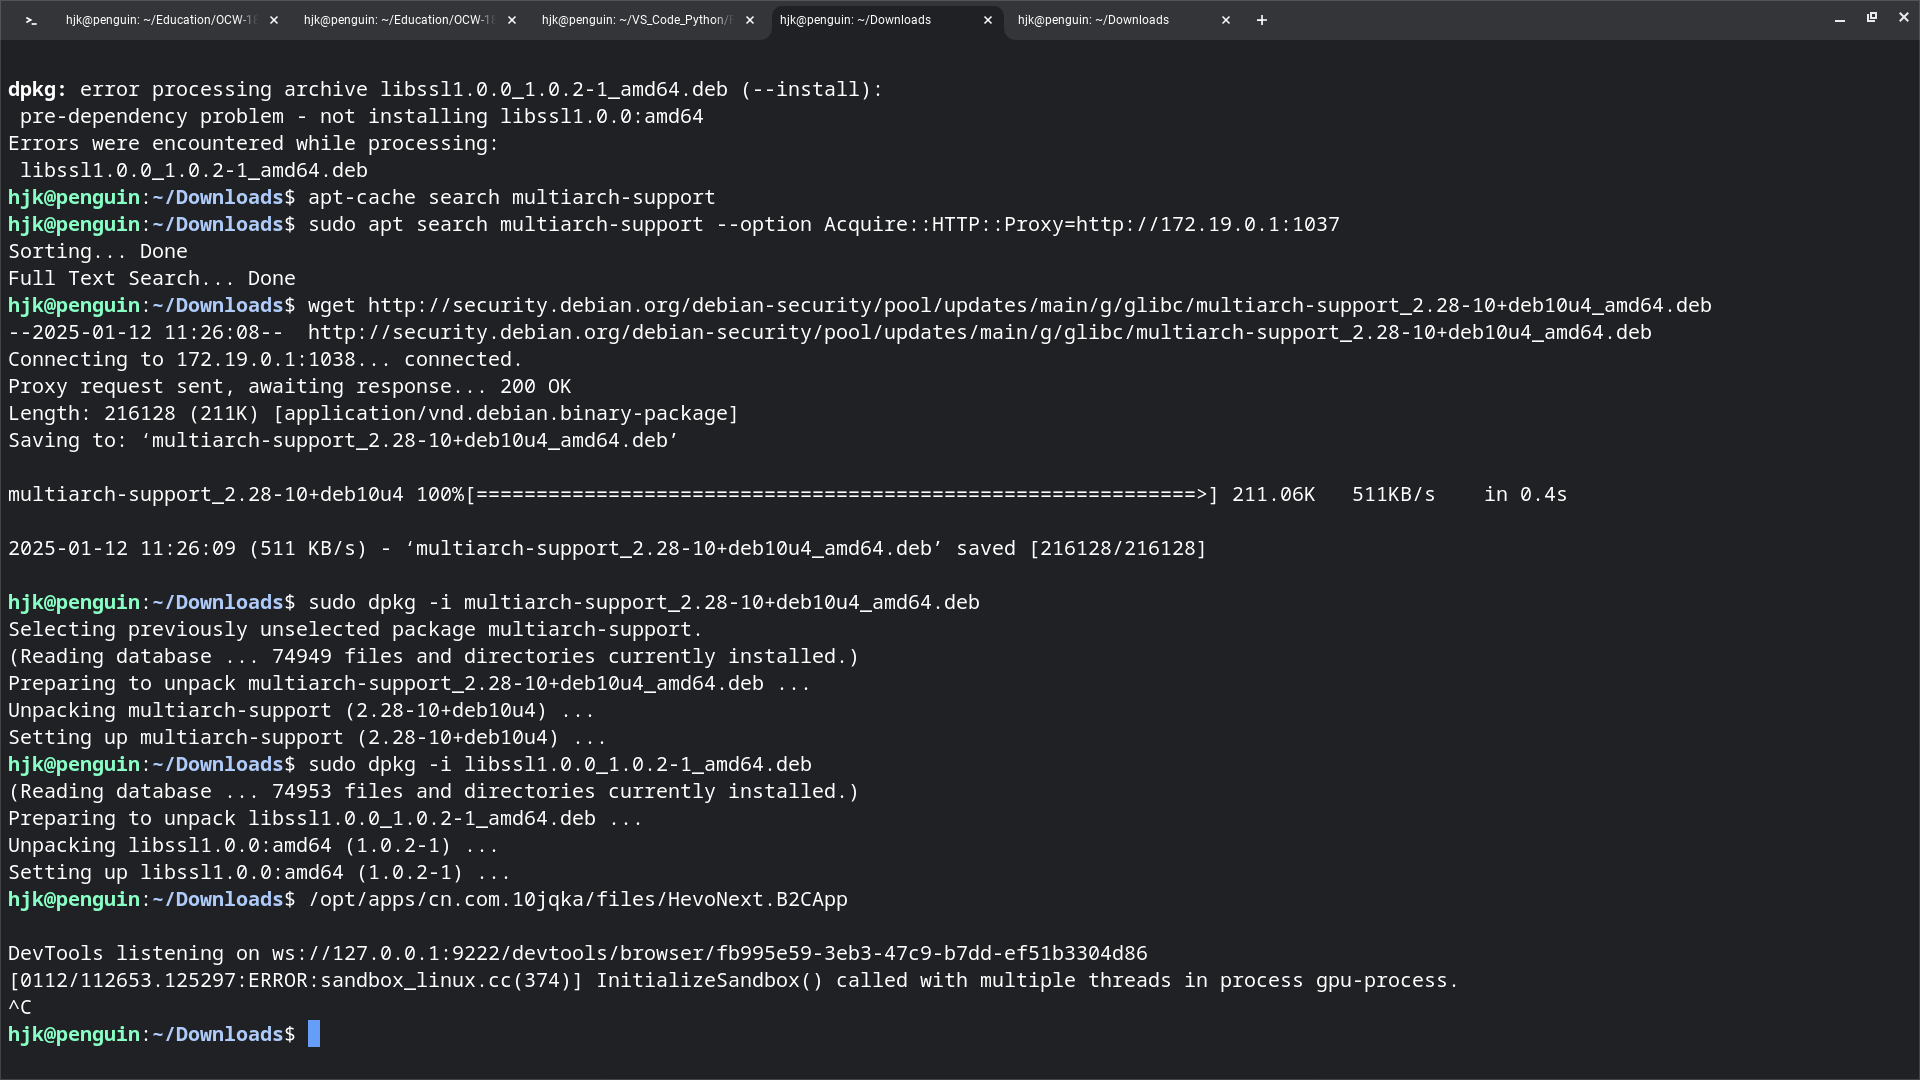 hjk@penguin: ~/Education/OCW-18
hjk@penguin: ~/Education/OCW-18
hjk@penguin: ~/VS_Code_Python/
hjk@penguin: ~/Downloads
hjk@penguin: ~/Downloads
dpkg: error processing archive libssl1.0.0_1.0.2-1_amd64.deb (--install):
 pre-dependency problem - not installing libssl1.0.0:amd64
Errors were encountered while processing:
 libssl1.0.0_1.0.2-1_amd64.deb
hjk@penguin:~/Downloads$ apt-cache search multiarch-support
hjk@penguin:~/Downloads$ sudo apt search multiarch-support --option Acquire::HTTP::Proxy=http://172.19.0.1:1037
Sorting... Done
Full Text Search... Done
hjk@penguin:~/Downloads$ wget http://security.debian.org/debian-security/pool/updates/main/g/glibc/multiarch-support_2.28-10+deb10u4_amd64.deb
--2025-01-12 11:26:08--  http://security.debian.org/debian-security/pool/updates/main/g/glibc/multiarch-support_2.28-10+deb10u4_amd64.deb
Connecting to 172.19.0.1:1038... connected.
Proxy request sent, awaiting response... 200 OK
Length: 216128 (211K) [application/vnd.debian.binary-package]
Saving to: ‘multiarch-support_2.28-10+deb10u4_amd64.deb’
multiarch-support_2.28-10+deb10u4 100%[============================================================>] 211.06K   511KB/s    in 0.4s
2025-01-12 11:26:09 (511 KB/s) - ‘multiarch-support_2.28-10+deb10u4_amd64.deb’ saved [216128/216128]
hjk@penguin:~/Downloads$ sudo dpkg -i multiarch-support_2.28-10+deb10u4_amd64.deb
Selecting previously unselected package multiarch-support.
(Reading database ... 74949 files and directories currently installed.)
Preparing to unpack multiarch-support_2.28-10+deb10u4_amd64.deb ...
Unpacking multiarch-support (2.28-10+deb10u4) ...
Setting up multiarch-support (2.28-10+deb10u4) ...
hjk@penguin:~/Downloads$ sudo dpkg -i libssl1.0.0_1.0.2-1_amd64.deb
(Reading database ... 74953 files and directories currently installed.)
Preparing to unpack libssl1.0.0_1.0.2-1_amd64.deb ...
Unpacking libssl1.0.0:amd64 (1.0.2-1) ...
Setting up libssl1.0.0:amd64 (1.0.2-1) ...
hjk@penguin:~/Downloads$ /opt/apps/cn.com.10jqka/files/HevoNext.B2CApp
DevTools listening on ws://127.0.0.1:9222/devtools/browser/fb995e59-3eb3-47c9-b7dd-ef51b3304d86
[0112/112653.125297:ERROR:sandbox_linux.cc(374)] InitializeSandbox() called with multiple threads in process gpu-process.
^C
hjk@penguin:~/Downloads$